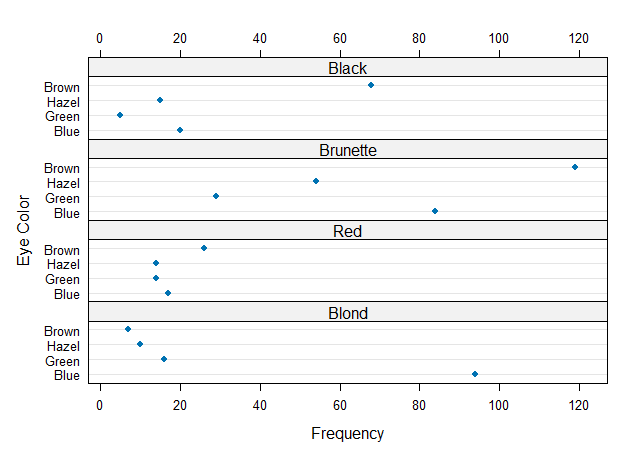 0 20 40 60 80 100 120
Black
Brown
Hazel
Green
Blue
Brunette
Brown
Hazel
Green
Blue
Red
Brown
Hazel
Green
Blue
Blond
Brown
Hazel
Green
Blue
Eye Color
0 20 40 60 80 100 120
Frequency